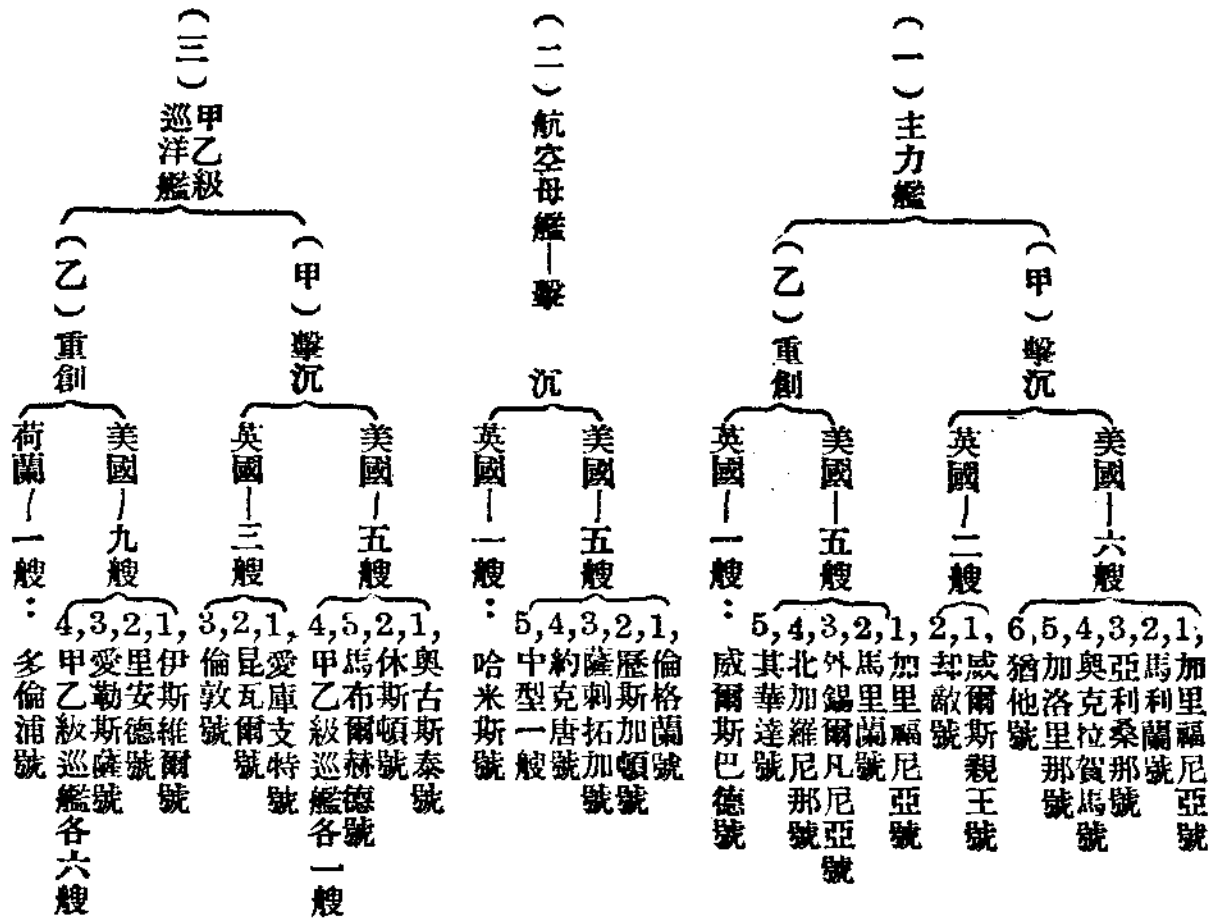 （一）主力艦
（甲）擊沉
美國—六艘
1,加里福尼亞號
2,馬利蘭號
3,亞利桑那號
4,奧克拉賀馬號
5,加洛里那號
6,猶他號
英國—二艘
1,威爾斯親王號
2,却敵號
（乙）重創
美國—五艘
1,加里福尼亞號
2,馬里蘭號
3,外錫爾凡尼亞號
4,北加羅尼那號
5,其華達號
英國—一艘：威爾斯巴德號
（二）航空母艦—擊沉
美國—五艘
1,倫格蘭號
2,歷斯加頓號
3,薩剌拓加號
4,約克唐號
5,中型一艘
英國—一艘：哈米斯號
（三）甲乙級巡洋艦
（甲）擊沉
美國—五艘
1,奧古斯泰號
2,休斯頓號
5,馬布爾赫德號
4,甲乙級巡艦各一艘
英國—三艘
1,愛庫支特號
2,昆瓦爾號
3,倫敦號
（乙）重創
美國—九艘
1,伊斯維爾號
2,里安德號
3,愛勒斯薩號
4,甲乙級巡艦各六艘
荷蘭—一艘：多倫浦號